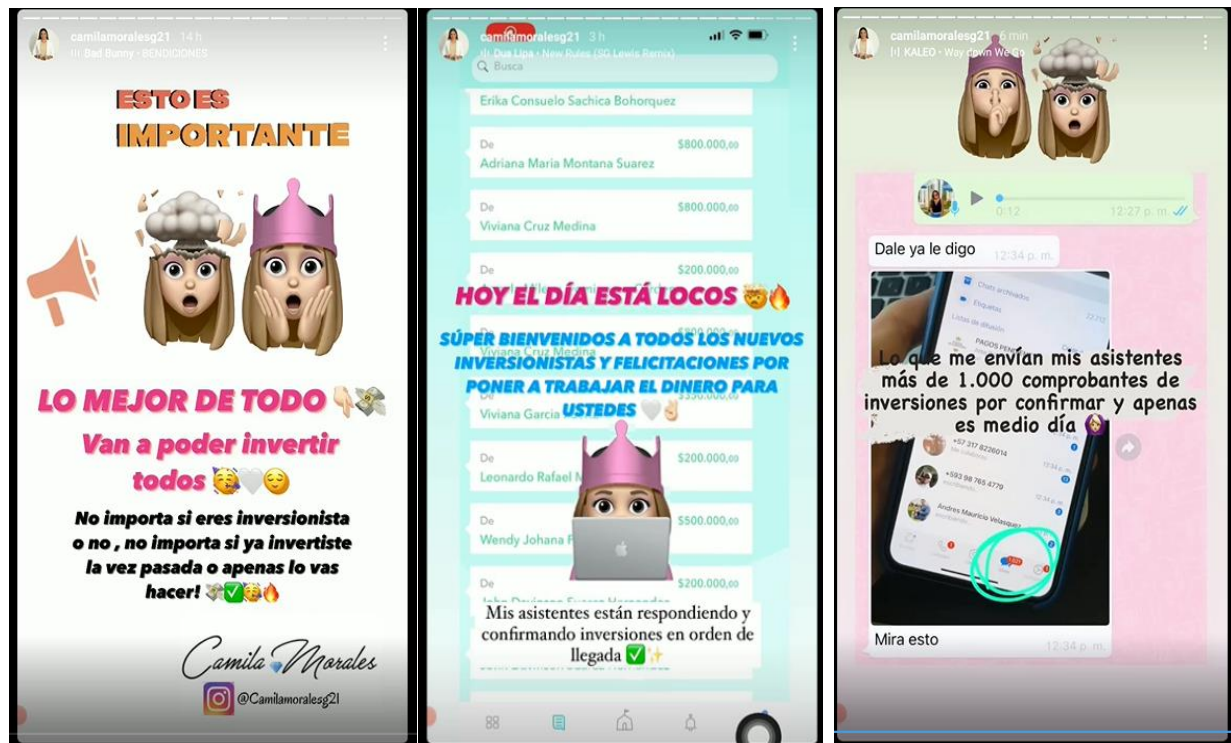 camilamoralesg21 14 h
Bad Bunny • BENDICIONES
ESTO ES
IMPORTANTE
LO MEJOR DE TODO
Van a poder invertir
todos
No importa si eres inversionista
o no , no importa si ya invertiste
la vez pasada o apenas lo vas
hacer!
Camila Morales
@Camilamoralesg21
camilamoralesg21 3 h
Dua Lipa • New Rules (SG Lewis Remix)
Busca
Erika Consuelo Sachica Bohorquez
De $800.000,00
Adriana Maria Montana Suarez
De $800.000,00
Viviana Cruz Medina
De $200.000,00
HOY EL DÍA ESTÁ LOCOS
SÚPER BIENVENIDOS A TODOS LOS NUEVOS
Viviana Cruz Medina
INVERSIONISTAS Y FELICITACIONES POR
PONER A TRABAJAR EL DINERO PARA
USTEDES
Viviana Garcia
De $200.000,00
Leonardo Rafael
De $500.000,00
Wendy Johana
De $200.000,00
Mis asistentes están respondiendo y
confirmando inversiones en orden de
llegada
camilamoralesg21 6 min
KALEO • Way down We Go
0:12 12:27 p. m.
Dale ya le digo 12:34 p. m.
Chats archivados
Etiquetas
Listas de difusión
PAGOS
Lo que me envían mis asistentes
más de 1.000 comprobantes de
inversiones por confirmar y apenas
es medio día
+57 317 8226014
+593 98 765 4779
escribiendo...
Andres Mauricio Velasquez
Mira esto 12:34 p. m.